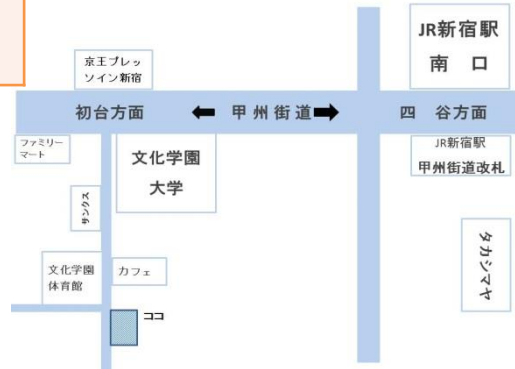 JR新宿駅
南　口
京王プレッ
ソイン新宿
初台方面 ← 甲州街道 → 四　谷方面
ファミリー
マート
文化学園
大学
JR新宿駅
甲州街道改札
サンクス
タカシマヤ
文化学園
体育館
カフェ
ココ